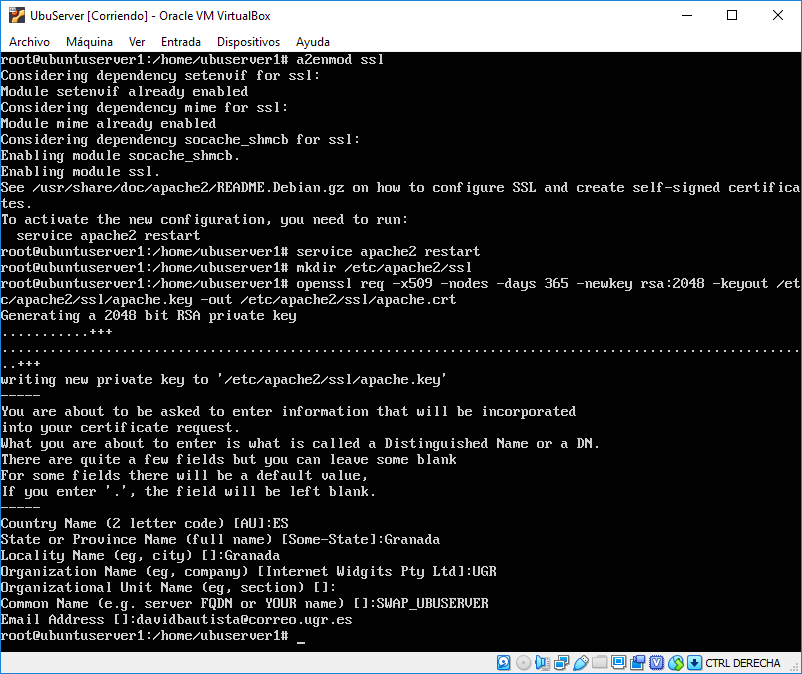 UbuServer [Corriendo] - Oracle VM VirtualBox
Archivo Máquina Ver Entrada Dispositivos Ayuda
root@ubuntuserver1:/home/ubuserver1# a2enmod ssl
Considering dependency setenvif for ssl:
Module setenvif already enabled
Considering dependency mime for ssl:
Module mime already enabled
Considering dependency socache_shmcb for ssl:
Enabling module socache_shmcb.
Enabling module ssl.
See /usr/share/doc/apache2/README.Debian.gz on how to configure SSL and create self-signed certifica
tes.
To activate the new configuration, you need to run:
  service apache2 restart
root@ubuntuserver1:/home/ubuserver1# service apache2 restart
root@ubuntuserver1:/home/ubuserver1# mkdir /etc/apache2/ssl
root@ubuntuserver1:/home/ubuserver1# openssl req -x509 -nodes -days 365 -newkey rsa:2048 -keyout /et
c/apache2/ssl/apache.key -out /etc/apache2/ssl/apache.crt
Generating a 2048 bit RSA private key
...........+++
....................................................................................................
..+++
writing new private key to '/etc/apache2/ssl/apache.key'
-----
You are about to be asked to enter information that will be incorporated
into your certificate request.
What you are about to enter is what is called a Distinguished Name or a DN.
There are quite a few fields but you can leave some blank
For some fields there will be a default value,
If you enter '.', the field will be left blank.
-----
Country Name (2 letter code) [AU]:ES
State or Province Name (full name) [Some-State]:Granada
Locality Name (eg, city) []:Granada
Organization Name (eg, company) [Internet Widgits Pty Ltd]:UGR
Organizational Unit Name (eg, section) []:
Common Name (e.g. server FQDN or YOUR name) []:SWAP_UBUSERVER
Email Address []:davidbautista@correo.ugr.es
root@ubuntuserver1:/home/ubuserver1# _
CTRL DERECHA